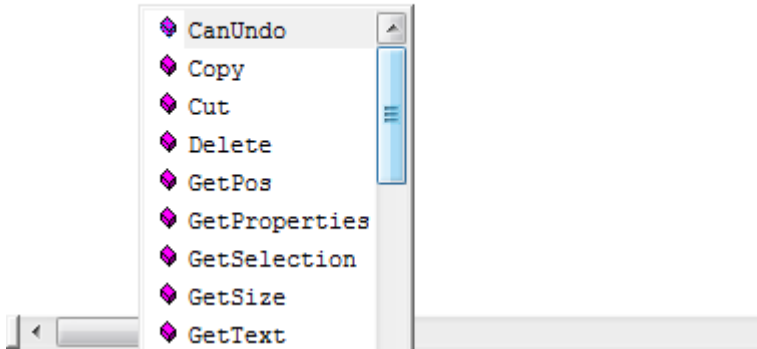 CanUndo
Copy
Cut
Delete
GetPos
GetProperties
GetSelection
GetSize
GetText